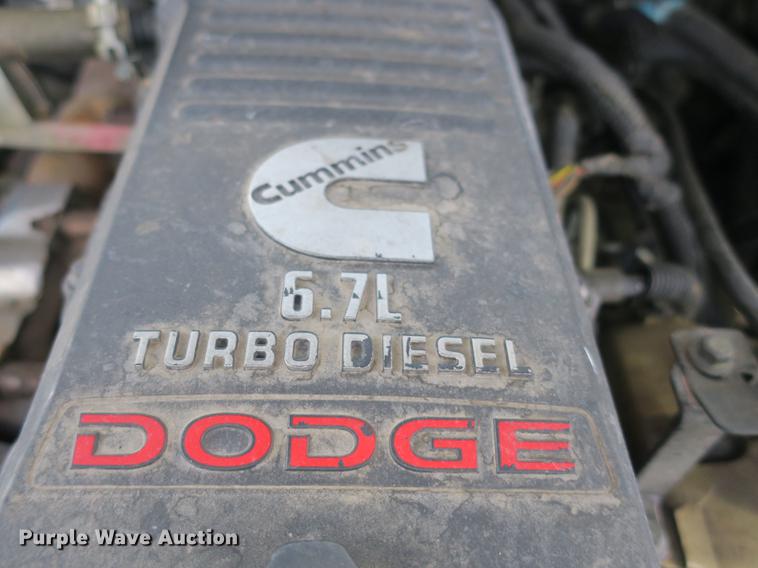 Cummins
6.7L
TURBO DIESEL
DODGE
Purple Wave Auction